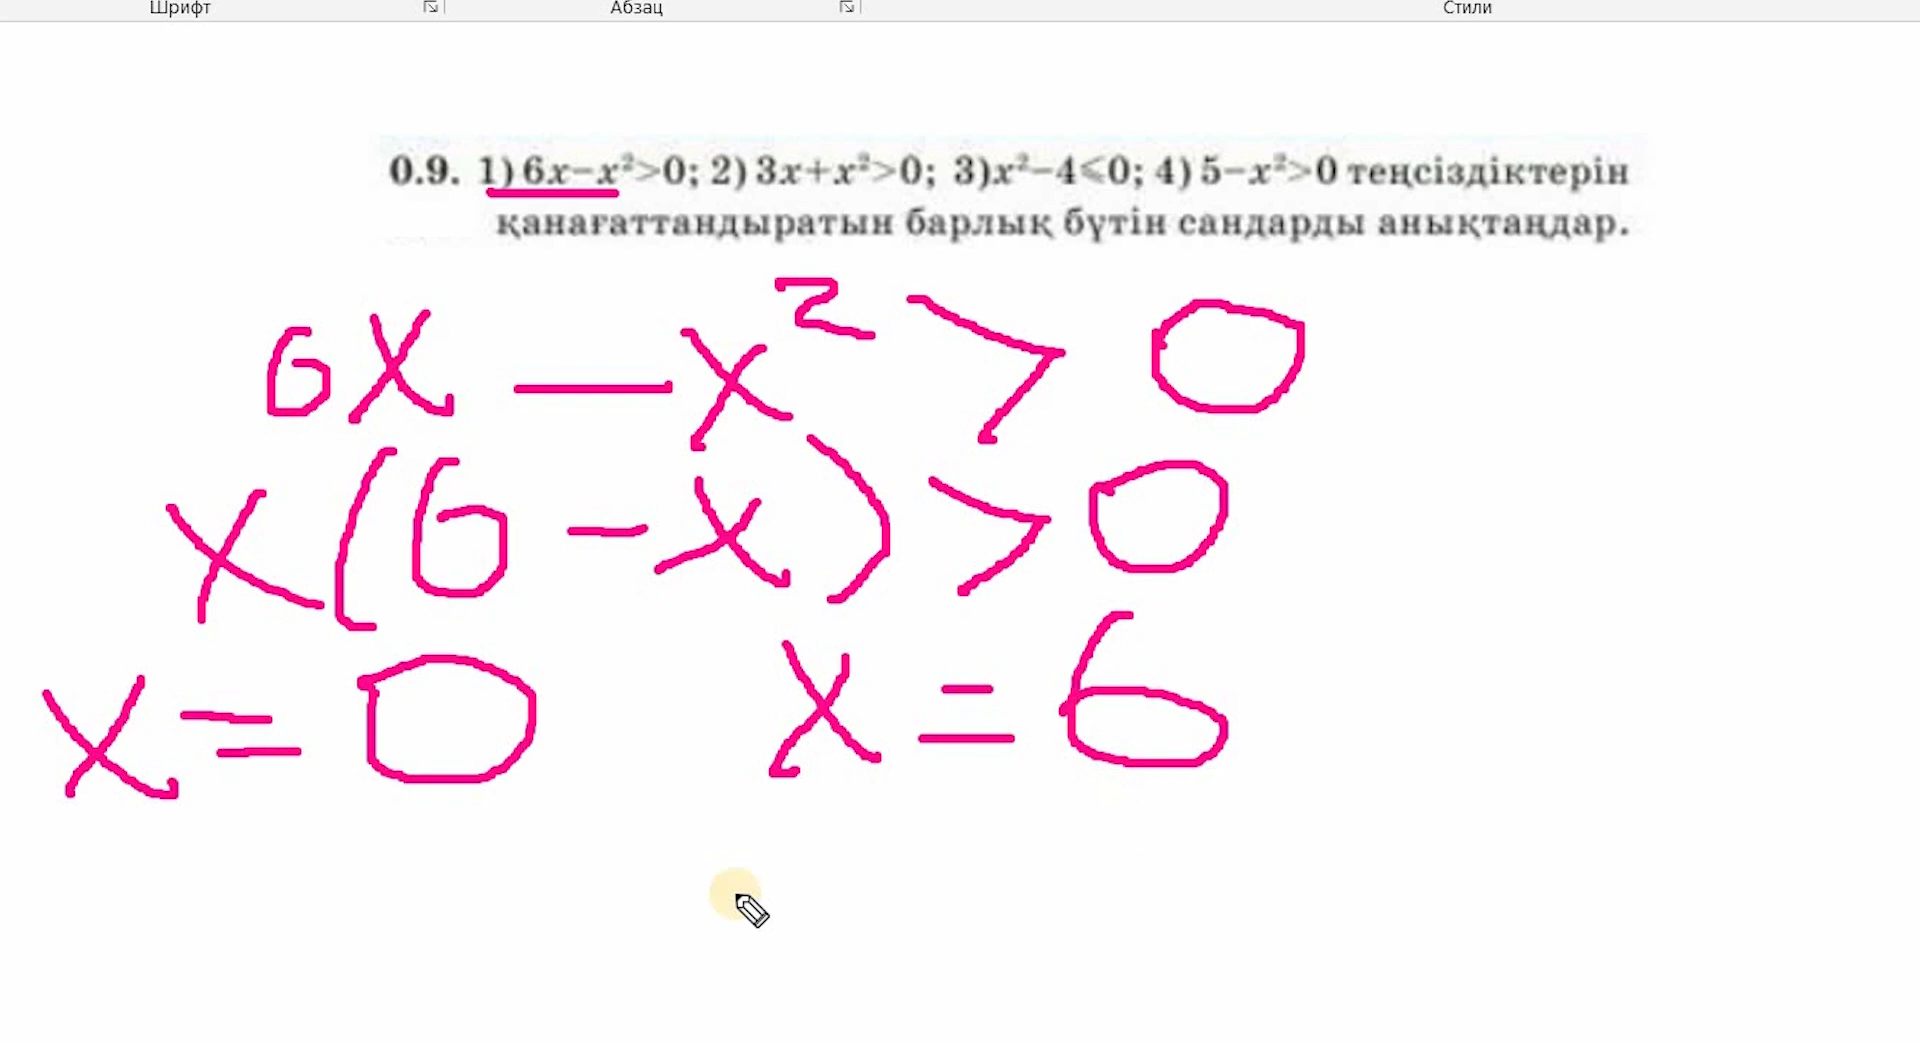 Шрифт Абзац Стили
0.9. 1) 6x−x²>0; 2) 3x+x²>0; 3)x²−4⩽0; 4) 5−x²>0 теңсіздіктерін
қанағаттандыратын барлық бүтін сандарды анықтаңдар.
6x − x² > 0
x(6 − x) > 0
x = 0 x = 6